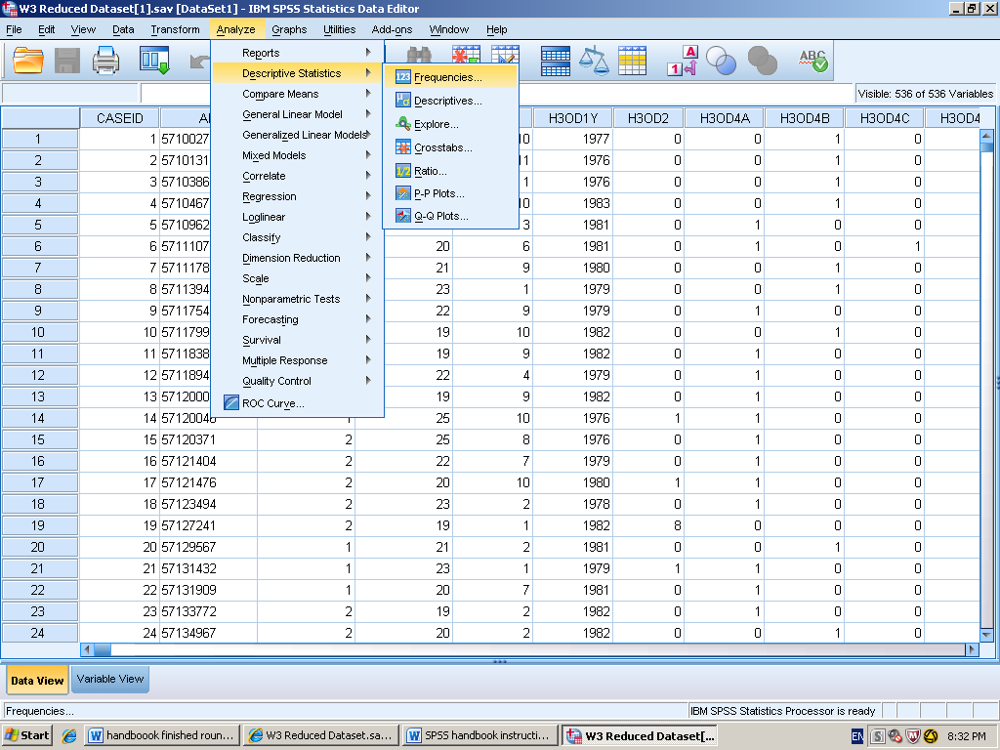 W3 Reduced Dataset[1].sav [DataSet1] - IBM SPSS Statistics Data Editor
File Edit View Data Transform Analyze Graphs Utilities Add-ons Window Help
Visible: 536 of 536 Variables
Reports
Descriptive Statistics
Compare Means
General Linear Model
Generalized Linear Models
Mixed Models
Correlate
Regression
Loglinear
Classify
Dimension Reduction
Scale
Nonparametric Tests
Forecasting
Survival
Multiple Response
Quality Control
ROC Curve...
Frequencies...
Descriptives...
Explore...
Crosstabs...
Ratio...
P-P Plots...
Q-Q Plots...
CASEID AI H3OD1Y H3OD2 H3OD4A H3OD4B H3OD4C H3OD4
1 1 5710027 10 1977 0 0 1 0
2 2 5710131 11 1976 0 0 1 0
3 3 5710386 1 1976 0 0 1 0
4 4 5710467 10 1983 0 0 1 0
5 5 5710962 3 1981 0 1 0 0
6 6 5711107 20 6 1981 0 1 0 1
7 7 5711178 21 9 1980 0 0 1 0
8 8 5711394 23 1 1979 0 0 1 0
9 9 5711754 22 9 1979 0 1 0 0
10 10 5711799 19 10 1982 0 0 1 0
11 11 5711838 19 9 1982 0 1 0 0
12 12 5711894 22 4 1979 0 1 0 0
13 13 5712000 19 9 1982 0 1 0 0
14 14 57120046 1 25 10 1976 1 1 0 0
15 15 57120371 2 25 8 1976 0 1 0 0
16 16 57121404 2 22 7 1979 0 1 0 0
17 17 57121476 2 20 10 1980 1 1 0 0
18 18 57123494 2 23 2 1978 0 1 0 0
19 19 57127241 2 19 1 1982 8 0 1 0
20 20 57129567 1 21 2 1981 0 0 1 0
21 21 57131432 1 23 1 1979 1 1 0 0
22 22 57131909 1 20 7 1981 0 1 0 0
23 23 57133772 2 19 2 1982 0 1 0 0
24 24 57134967 2 20 2 1982 0 0 1 0
Data View Variable View
Frequencies... IBM SPSS Statistics Processor is ready
Start handboook finished roun... W3 Reduced Dataset.sa... SPSS handbook instructi... W3 Reduced Dataset[... EN 8:32 PM